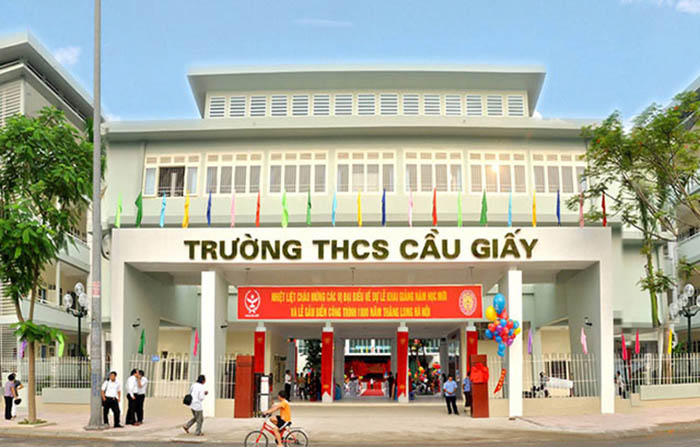 TRƯỜNG THCS CẦU GIẤY
NHIỆT LIỆT CHÀO MỪNG CÁC VỊ ĐẠI BIỂU VỀ DỰ LỄ KHAI GIẢNG NĂM HỌC MỚI
VÀ LỄ GẮN BIỂN CÔNG TRÌNH 1000 NĂM THĂNG LONG HÀ NỘI